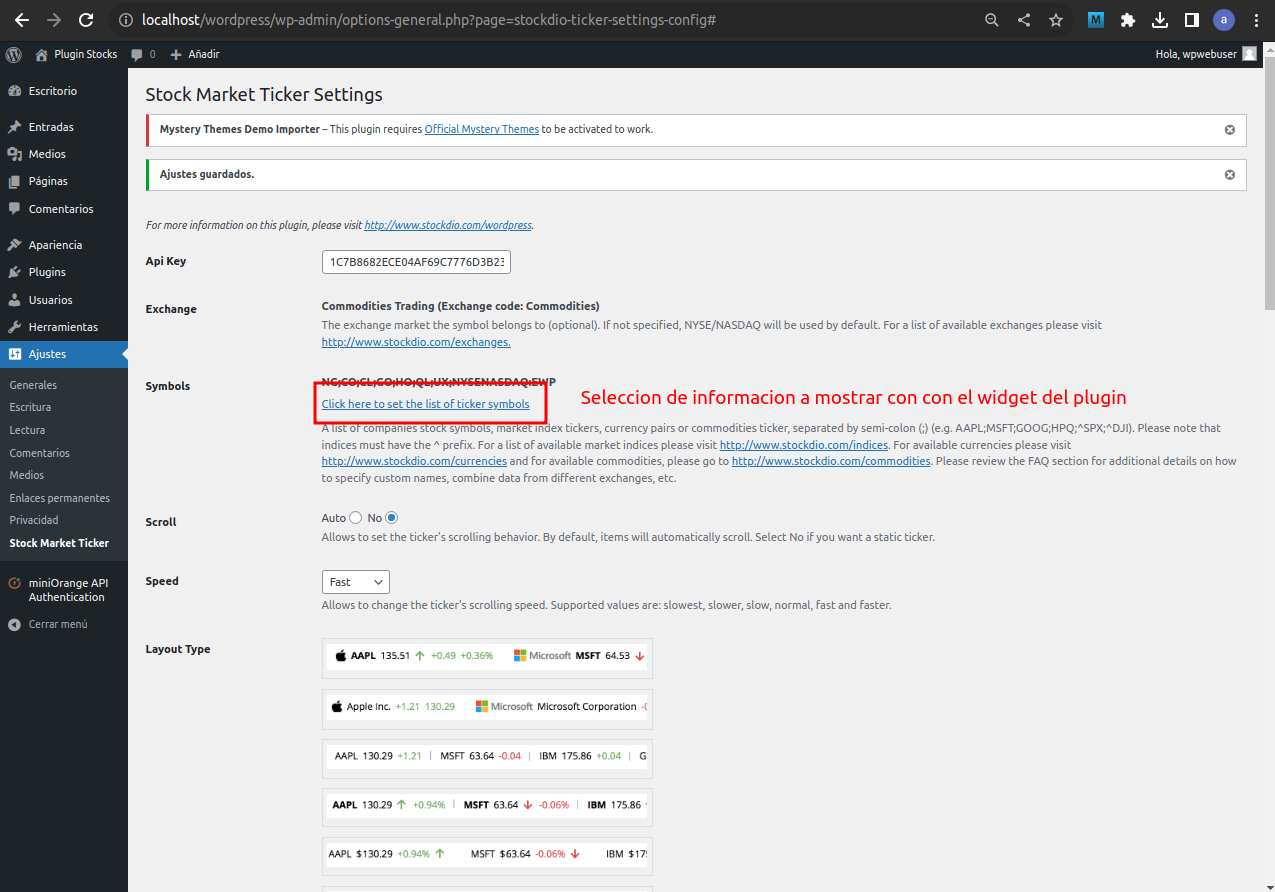 localhost/wordpress/wp-admin/options-general.php?page=stockdio-ticker-settings-config#
M
a
Plugin Stocks
0
Añadir
Hola, wpwebuser
Escritorio
Entradas
Medios
Páginas
Comentarios
Apariencia
Plugins
Usuarios
Herramientas
Ajustes
Generales
Escritura
Lectura
Comentarios
Medios
Enlaces permanentes
Privacidad
Stock Market Ticker
miniOrange API
Authentication
Cerrar menú
Stock Market Ticker Settings
Mystery Themes Demo Importer – This plugin requires Official Mystery Themes to be activated to work.
Ajustes guardados.
For more information on this plugin, please visit http://www.stockdio.com/wordpress.
Api Key
1C7B8682ECE04AF69C7776D3B23
Exchange
Commodities Trading (Exchange code: Commodities)
The exchange market the symbol belongs to (optional). If not specified, NYSE/NASDAQ will be used by default. For a list of available exchanges please visit
http://www.stockdio.com/exchanges.
Symbols
NG;CO;CL;GO;HO;QL;UX;NYSENASDAQ:EWP
Click here to set the list of ticker symbols
Seleccion de informacion a mostrar con con el widget del plugin
A list of companies stock symbols, market index tickers, currency pairs or commodities ticker, separated by semi-colon (;) (e.g. AAPL;MSFT;GOOG;HPQ;^SPX;^DJI). Please note that
indices must have the ^ prefix. For a list of available market indices please visit http://www.stockdio.com/indices. For available currencies please visit
http://www.stockdio.com/currencies and for available commodities, please go to http://www.stockdio.com/commodities. Please review the FAQ section for additional details on how
to specify custom names, combine data from different exchanges, etc.
Scroll
Auto No
Allows to set the ticker's scrolling behavior. By default, items will automatically scroll. Select No if you want a static ticker.
Speed
Fast
Allows to change the ticker's scrolling speed. Supported values are: slowest, slower, slow, normal, fast and faster.
Layout Type
AAPL 135.51 ↑ +0.49 +0.36% Microsoft MSFT 64.53 ↓
Apple Inc. +1.21 130.29 Microsoft Microsoft Corporation -0
AAPL 130.29 +1.21 | MSFT 63.64 -0.04 | IBM 175.86 +0.04 | G
AAPL 130.29 ↑ +0.94% | MSFT 63.64 ↓ -0.06% | IBM 175.86
AAPL $130.29 +0.94% ↑ MSFT $63.64 -0.06% ↓ IBM $175